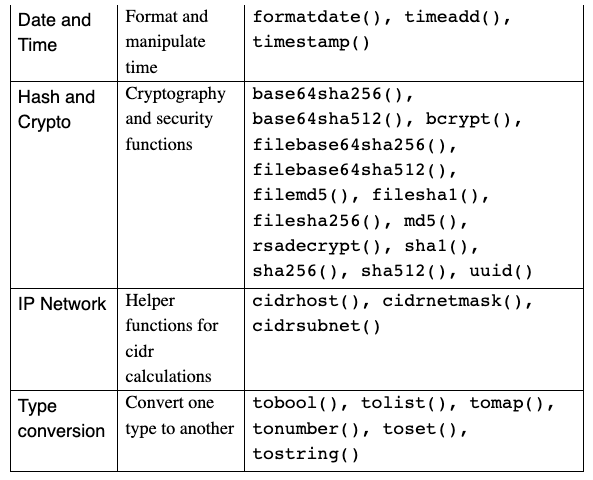 Date and Time
Format and manipulate time
formatdate(), timeadd(),
timestamp()
Hash and Crypto
Cryptography and security functions
base64sha256(),
base64sha512(), bcrypt(),
filebase64sha256(),
filebase64sha512(),
filemd5(), filesha1(),
filesha256(), md5(),
rsadecrypt(), sha1(),
sha256(), sha512(), uuid()
IP Network
Helper functions for cidr calculations
cidrhost(), cidrnetmask(),
cidrsubnet()
Type conversion
Convert one type to another
tobool(), tolist(), tomap(),
tonumber(), toset(),
tostring()